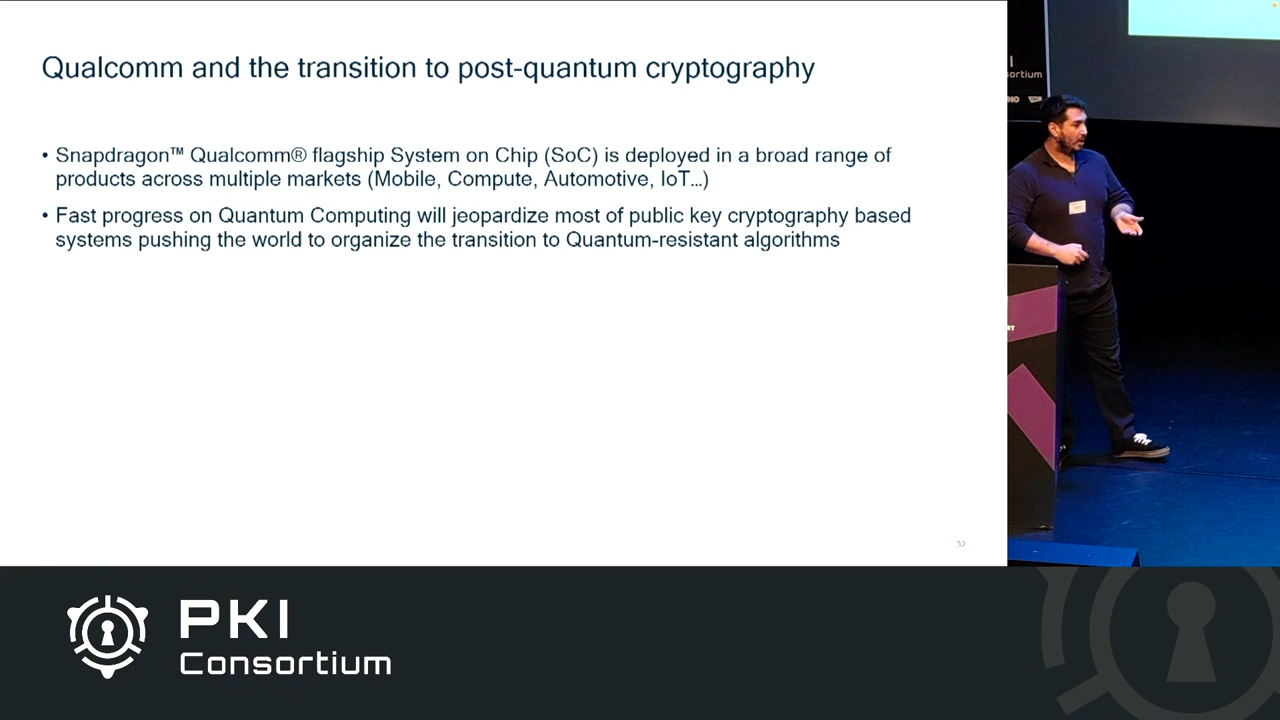 Qualcomm and the transition to post-quantum cryptography
• Snapdragon™ Qualcomm® flagship System on Chip (SoC) is deployed in a broad range of
products across multiple markets (Mobile, Compute, Automotive, IoT...)
• Fast progress on Quantum Computing will jeopardize most of public key cryptography based
systems pushing the world to organize the transition to Quantum-resistant algorithms
PKI
Consortium